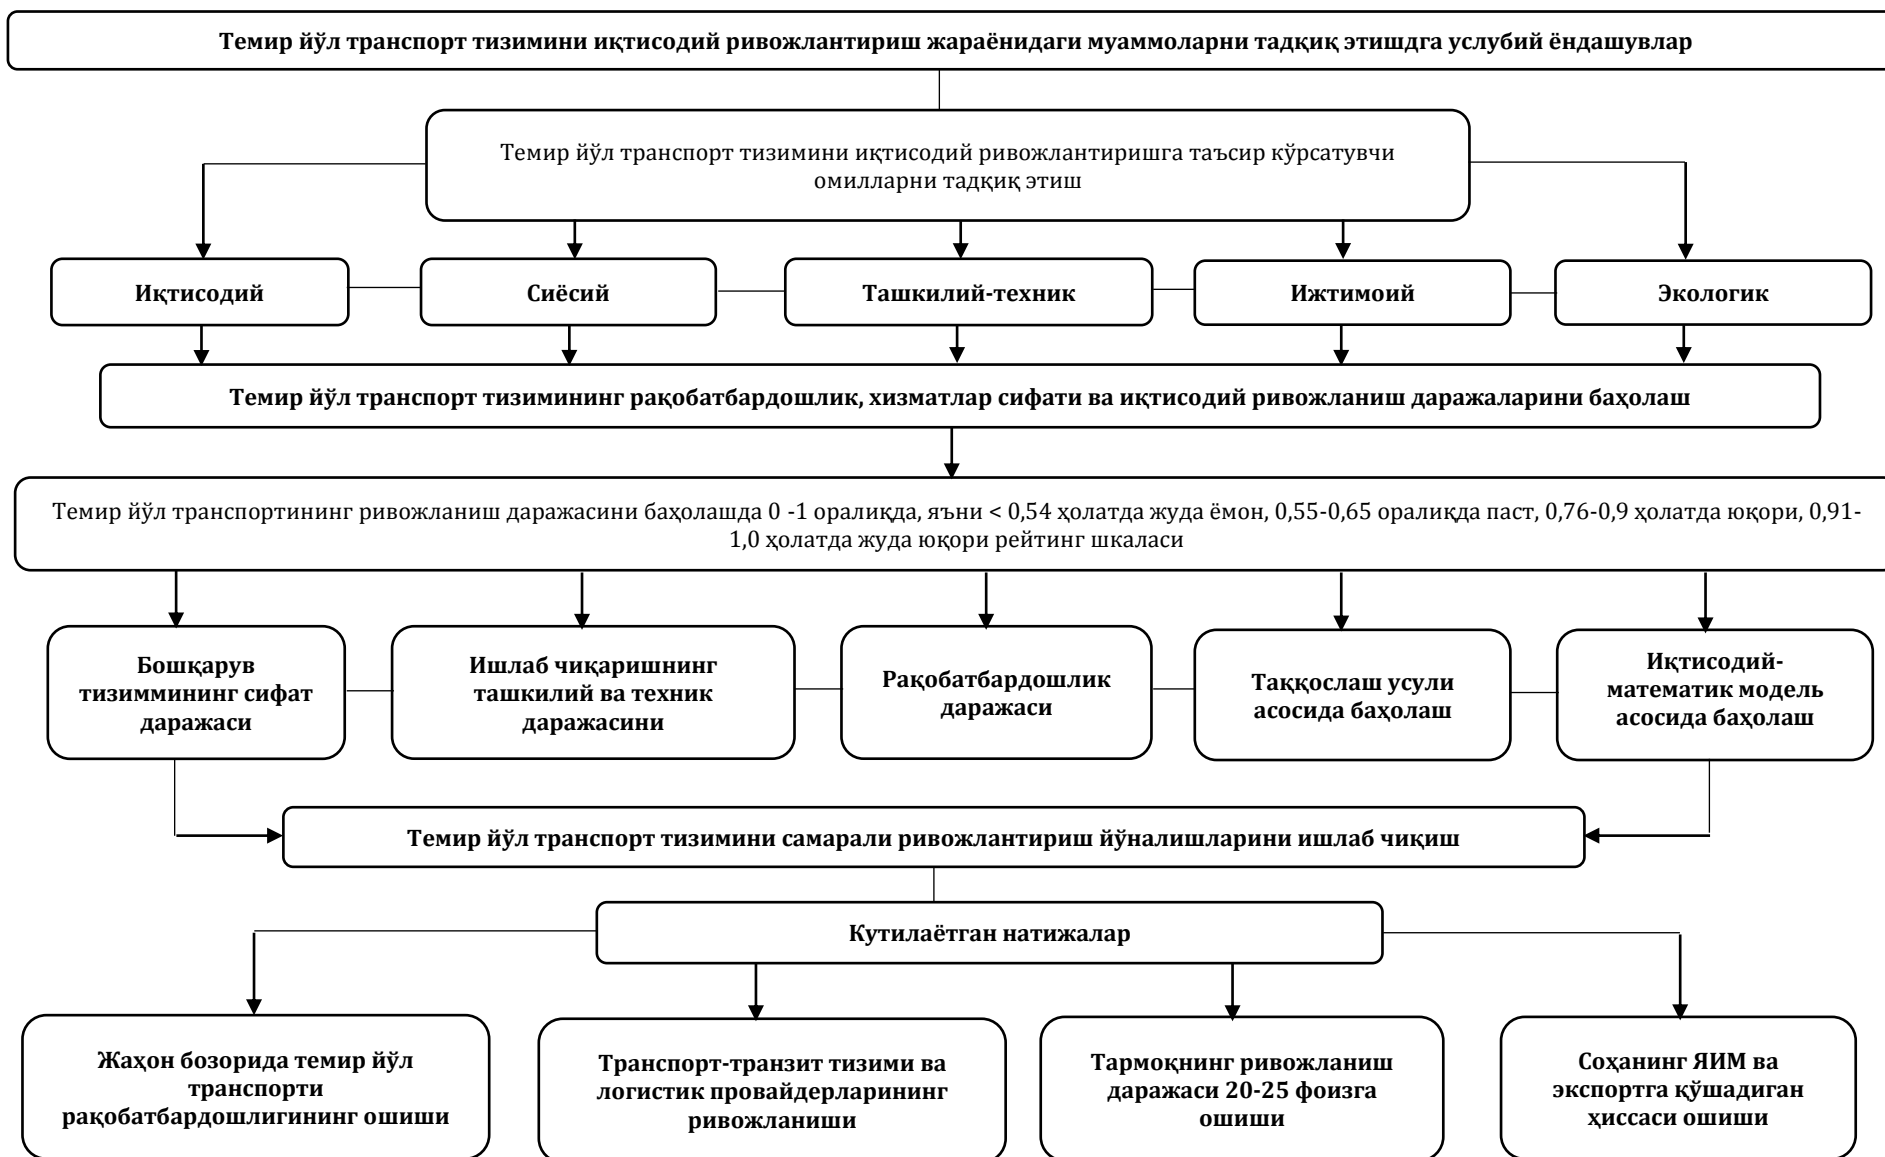 Темир йўл транспорт тизимини иқтисодий ривожлантириш жараёнидаги муаммоларни тадқиқ этишдга услубий ёндашувлар
Темир йўл транспорт тизимини иқтисодий ривожлантиришга таъсир кўрсатувчи
омилларни тадқиқ этиш
Иқтисодий
Сиёсий
Ташкилий-техник
Ижтимоий
Экологик
Темир йўл транспорт тизимининг рақобатбардошлик, хизматлар сифати ва иқтисодий ривожланиш даражаларини баҳолаш
Темир йўл транспортининг ривожланиш даражасини баҳолашда 0 -1 оралиқда, яъни < 0,54 ҳолатда жуда ёмон, 0,55-0,65 оралиқда паст, 0,76-0,9 ҳолатда юқори, 0,91-
1,0 ҳолатда жуда юқори рейтинг шкаласи
Бошқарув
тизиммининг сифат
даражаси
Ишлаб чиқаришнинг
ташкилий ва техник
даражасини
Рақобатбардошлик
даражаси
Таққослаш усули
асосида баҳолаш
Иқтисодий-
математик модель
асосида баҳолаш
Темир йўл транспорт тизимини самарали ривожлантириш йўналишларини ишлаб чиқиш
Кутилаётган натижалар
Жаҳон бозорида темир йўл
транспорти
рақобатбардошлигининг ошиши
Транспорт-транзит тизими ва
логистик провайдерларининг
ривожланиши
Тармоқнинг ривожланиш
даражаси 20-25 фоизга
ошиши
Соҳанинг ЯИМ ва
экспортга қўшадиган
ҳиссаси ошиши